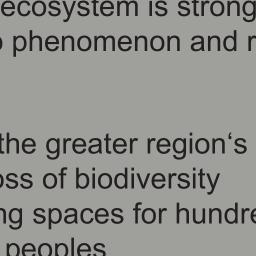 ecosystem is strong
phenomenon and
the greater region‘s
oss of biodiversity
ng spaces for hundre
peoples